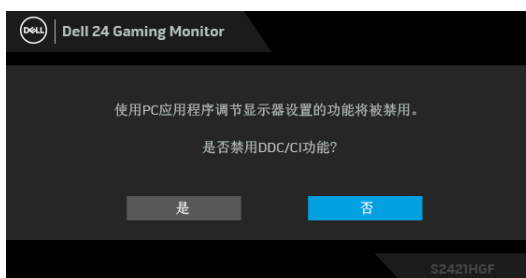 DELL
Dell 24 Gaming Monitor
使用PC应用程序调节显示器设置的功能将被禁用。
是否禁用DDC/CI功能?
是
否
S2421HGF